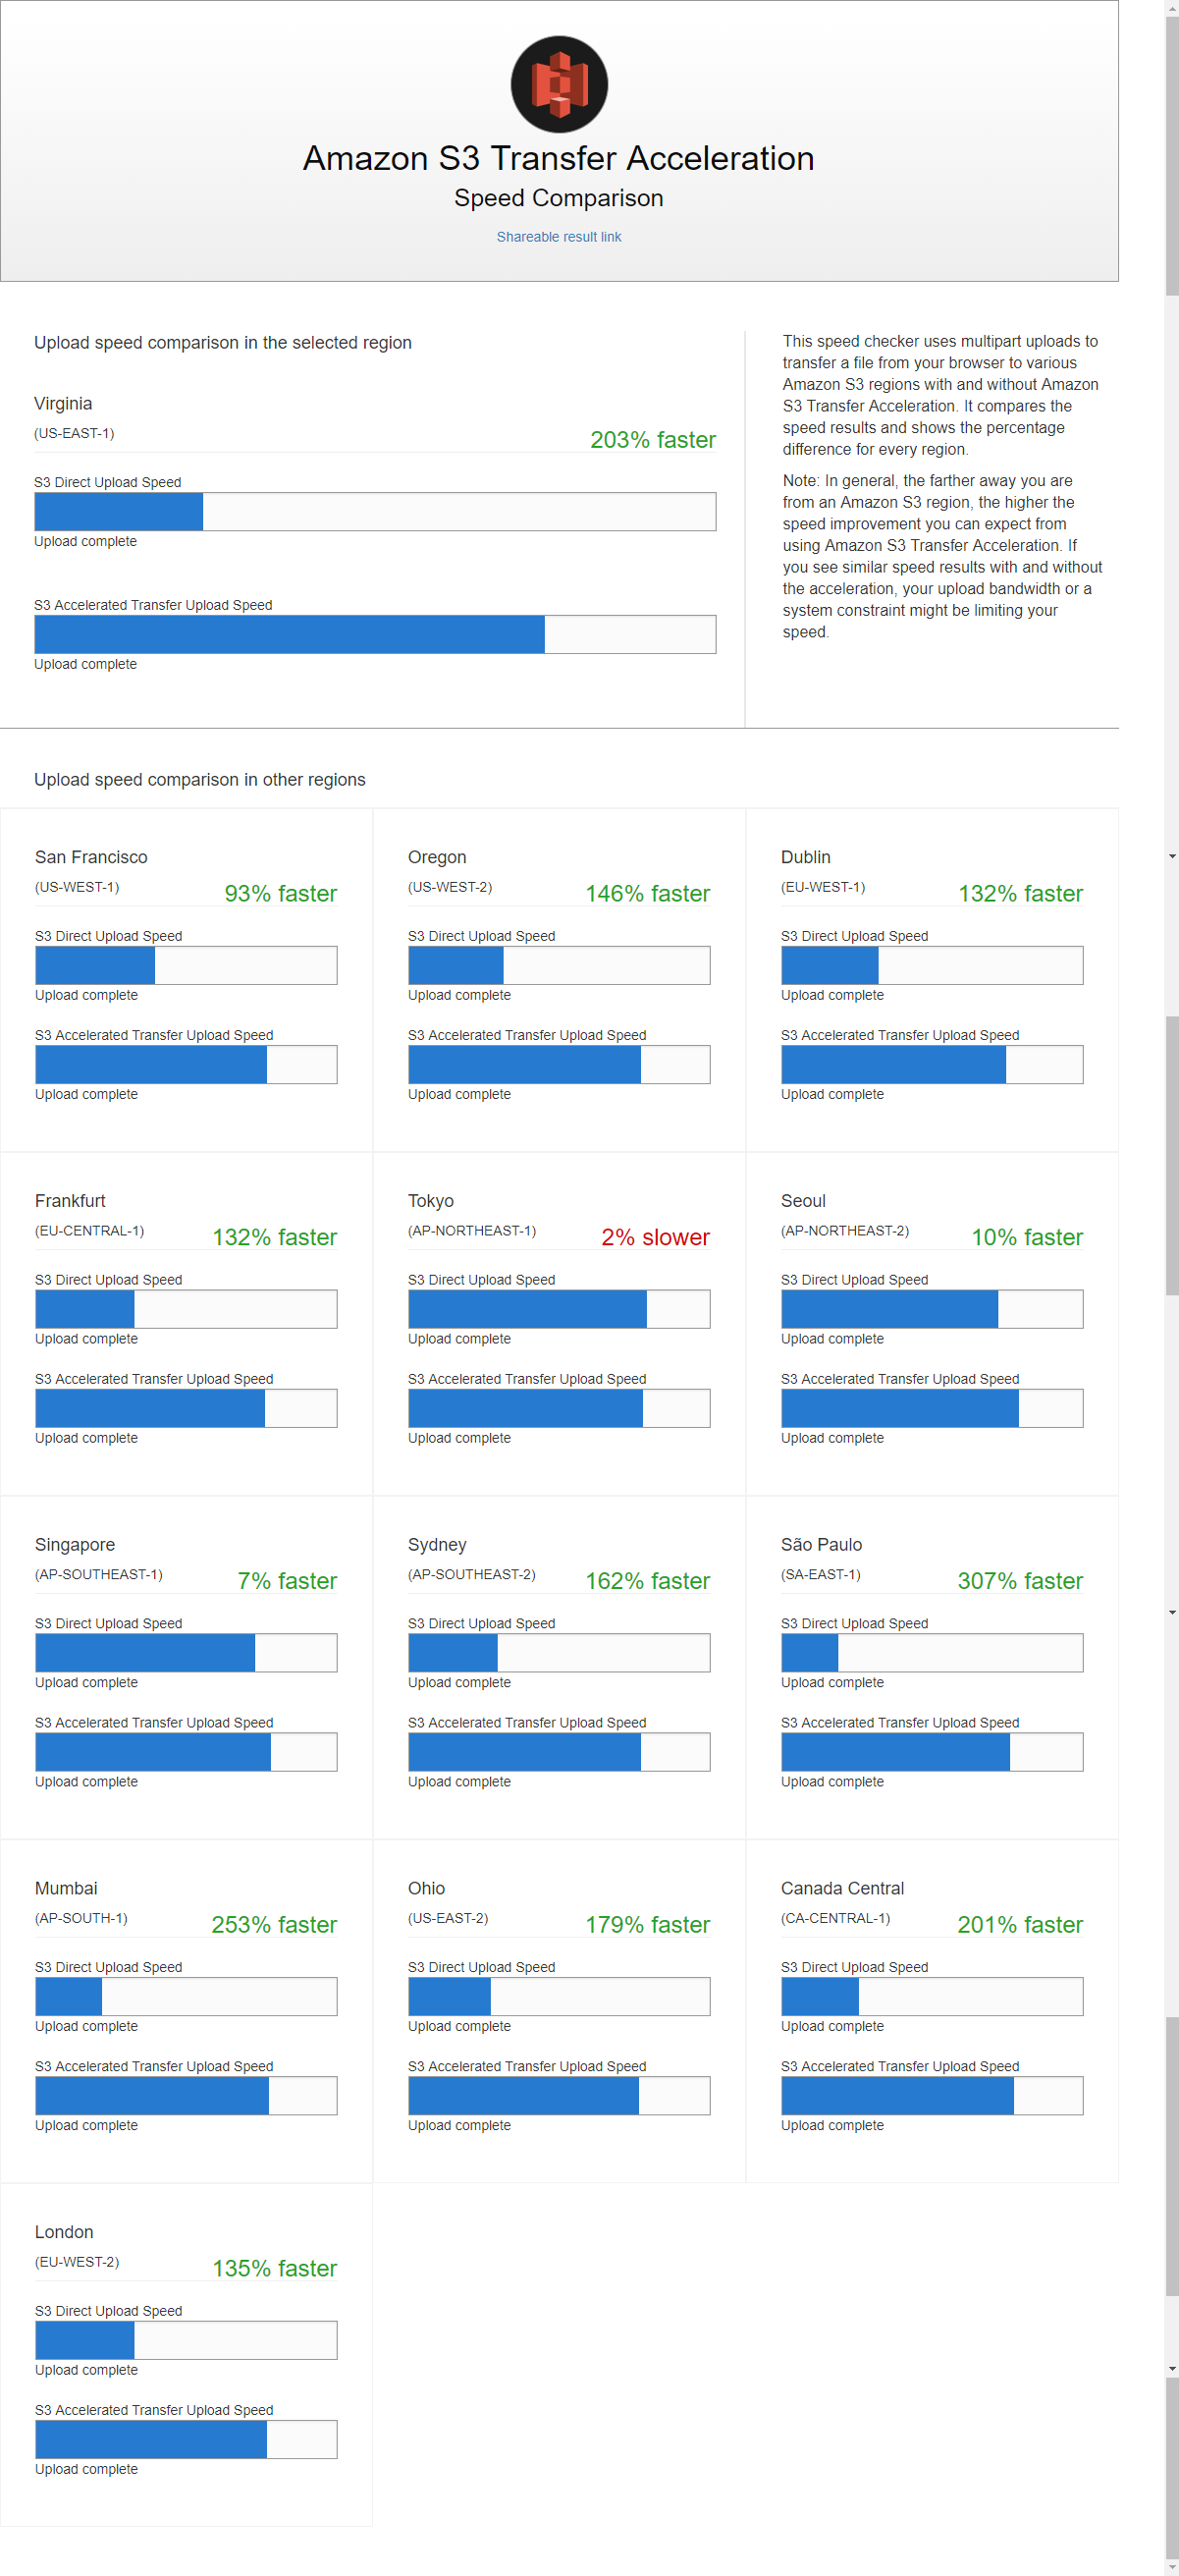 Amazon S3 Transfer Acceleration
Speed Comparison
Shareable result link
Upload speed comparison in the selected region
Virginia
(US-EAST-1)
203% faster
S3 Direct Upload Speed
Upload complete
S3 Accelerated Transfer Upload Speed
Upload complete
This speed checker uses multipart uploads to
transfer a file from your browser to various
Amazon S3 regions with and without Amazon
S3 Transfer Acceleration. It compares the
speed results and shows the percentage
difference for every region.
Note: In general, the farther away you are
from an Amazon S3 region, the higher the
speed improvement you can expect from
using Amazon S3 Transfer Acceleration. If
you see similar speed results with and without
the acceleration, your upload bandwidth or a
system constraint might be limiting your
speed.
Upload speed comparison in other regions
San Francisco
(US-WEST-1)
93% faster
S3 Direct Upload Speed
Upload complete
S3 Accelerated Transfer Upload Speed
Upload complete
Oregon
(US-WEST-2)
146% faster
S3 Direct Upload Speed
Upload complete
S3 Accelerated Transfer Upload Speed
Upload complete
Dublin
(EU-WEST-1)
132% faster
S3 Direct Upload Speed
Upload complete
S3 Accelerated Transfer Upload Speed
Upload complete
Frankfurt
(EU-CENTRAL-1)
132% faster
S3 Direct Upload Speed
Upload complete
S3 Accelerated Transfer Upload Speed
Upload complete
Tokyo
(AP-NORTHEAST-1)
2% slower
S3 Direct Upload Speed
Upload complete
S3 Accelerated Transfer Upload Speed
Upload complete
Seoul
(AP-NORTHEAST-2)
10% faster
S3 Direct Upload Speed
Upload complete
S3 Accelerated Transfer Upload Speed
Upload complete
Singapore
(AP-SOUTHEAST-1)
7% faster
S3 Direct Upload Speed
Upload complete
S3 Accelerated Transfer Upload Speed
Upload complete
Sydney
(AP-SOUTHEAST-2)
162% faster
S3 Direct Upload Speed
Upload complete
S3 Accelerated Transfer Upload Speed
Upload complete
São Paulo
(SA-EAST-1)
307% faster
S3 Direct Upload Speed
Upload complete
S3 Accelerated Transfer Upload Speed
Upload complete
Mumbai
(AP-SOUTH-1)
253% faster
S3 Direct Upload Speed
Upload complete
S3 Accelerated Transfer Upload Speed
Upload complete
Ohio
(US-EAST-2)
179% faster
S3 Direct Upload Speed
Upload complete
S3 Accelerated Transfer Upload Speed
Upload complete
Canada Central
(CA-CENTRAL-1)
201% faster
S3 Direct Upload Speed
Upload complete
S3 Accelerated Transfer Upload Speed
Upload complete
London
(EU-WEST-2)
135% faster
S3 Direct Upload Speed
Upload complete
S3 Accelerated Transfer Upload Speed
Upload complete